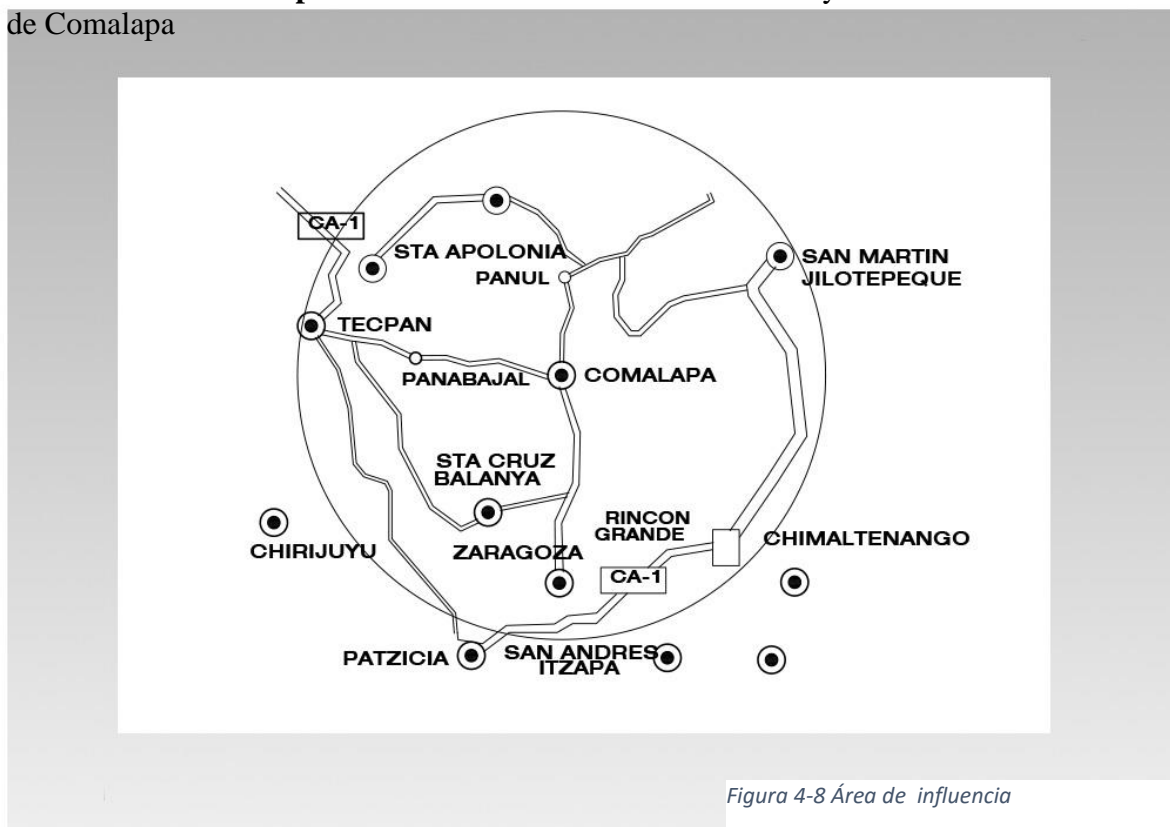 de Comalapa
CA-1
STA APOLONIA
PANUL
SAN MARTIN
JILOTEPEQUE
TECPAN
PANABAJAL
COMALAPA
STA CRUZ
BALANYA
RINCON
GRANDE
CHIMALTENANGO
CHIRIJUYU
ZARAGOZA
CA-1
PATZICIA
SAN ANDRES
ITZAPA
Figura 4-8 Área de influencia